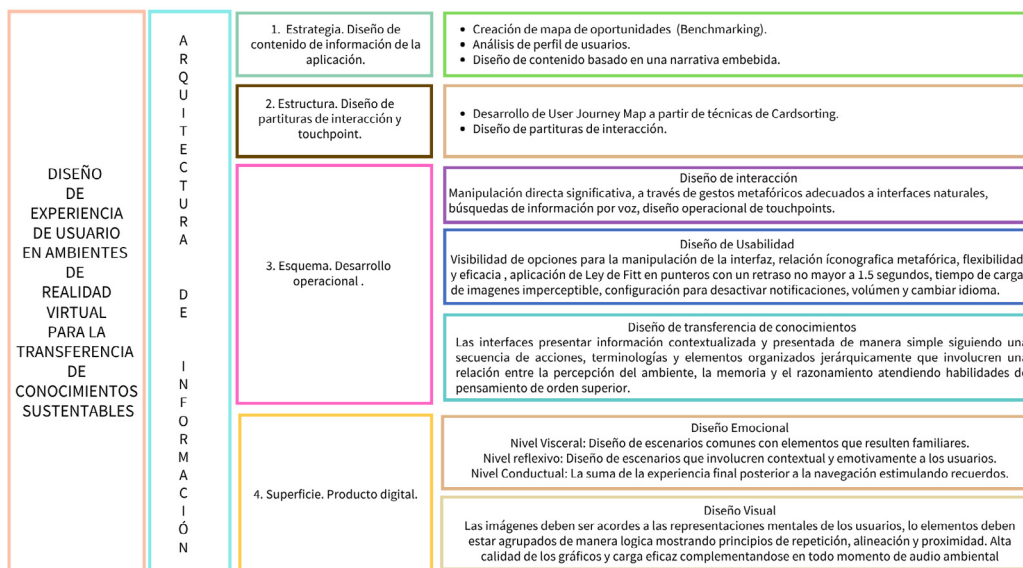 DISEÑO
DE
EXPERIENCIA
DE USUARIO
EN AMBIENTES
DE
REALIDAD
VIRTUAL
PARA LA
TRANSFERENCIA
DE
CONOCIMIENTOS
SUSTENTABLES
ARQUITECTURA DE INFORMACIÓN
1. Estrategia. Diseño de
contenido de información de la
aplicación.
• Creación de mapa de oportunidades (Benchmarking).
• Análisis de perfil de usuarios.
• Diseño de contenido basado en una narrativa embebida.
2. Estructura. Diseño de
partituras de interacción y
touchpoint.
• Desarrollo de User Journey Map a partir de técnicas de Cardsorting.
• Diseño de partituras de interacción.
3. Esquema. Desarrollo
operacional .
Diseño de interacción
Manipulación directa significativa, a través de gestos metafóricos adecuados a interfaces naturales,
búsquedas de información por voz, diseño operacional de touchpoints.
Diseño de Usabilidad
Visibilidad de opciones para la manipulación de la interfaz, relación íconografica metafórica, flexibilidad
y eficacia , aplicación de Ley de Fitt en punteros con un retraso no mayor a 1.5 segundos, tiempo de carga
de imagenes imperceptible, configuración para desactivar notificaciones, volúmen y cambiar idioma.
Diseño de transferencia de conocimientos
Las interfaces presentar información contextualizada y presentada de manera simple siguiendo una
secuencia de acciones, terminologías y elementos organizados jerárquicamente que involucren una
relación entre la percepción del ambiente, la memoria y el razonamiento atendiendo habilidades de
pensamiento de orden superior.
4. Superficie. Producto digital.
Diseño Emocional
Nivel Visceral: Diseño de escenarios comunes con elementos que resulten familiares.
Nivel reflexivo: Diseño de escenarios que involucren contextual y emotivamente a los usuarios.
Nivel Conductual: La suma de la experiencia final posterior a la navegación estimulando recuerdos.
Diseño Visual
Las imágenes deben ser acordes a las representaciones mentales de los usuarios, lo elementos deben
estar agrupados de manera logica mostrando principios de repetición, alineación y proximidad. Alta
calidad de los gráficos y carga eficaz complementandose en todo momento de audio ambiental